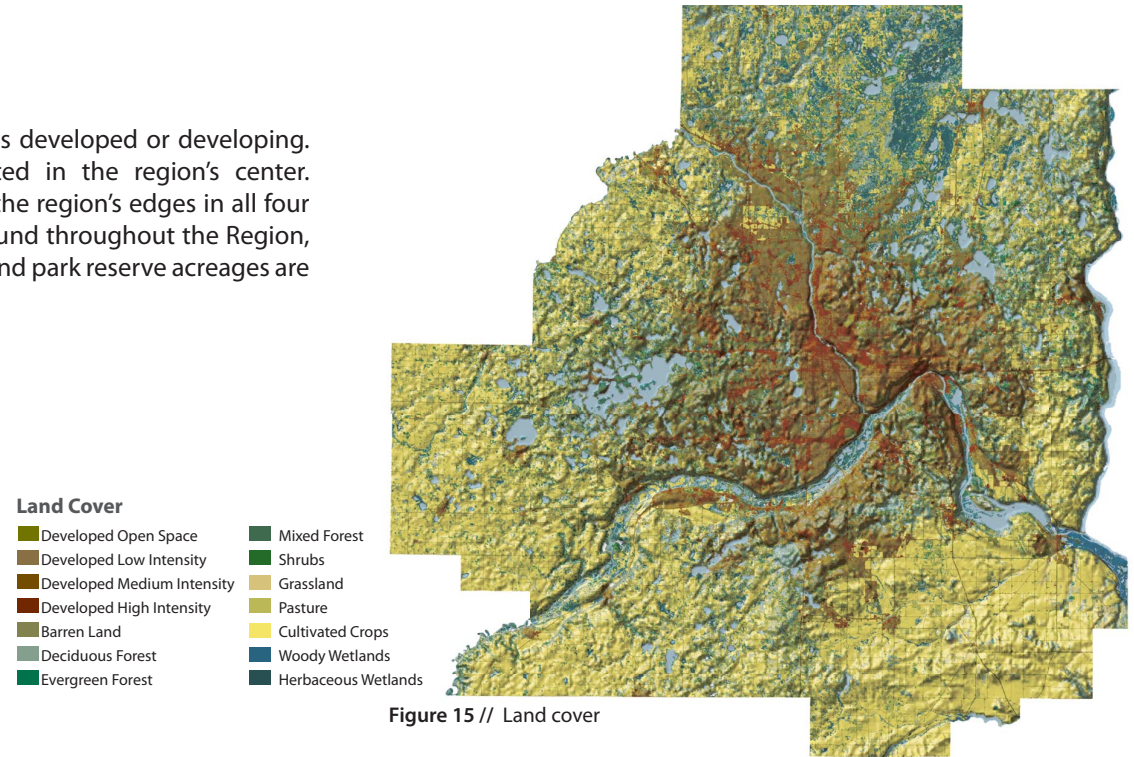 s developed or developing.
ted in the region's center.
the region's edges in all four
und throughout the Region,
nd park reserve acreages are
Land Cover
Developed Open Space
Developed Low Intensity
Developed Medium Intensity
Developed High Intensity
Barren Land
Deciduous Forest
Evergreen Forest
Mixed Forest
Shrubs
Grassland
Pasture
Cultivated Crops
Woody Wetlands
Herbaceous Wetlands
Figure 15 // Land cover